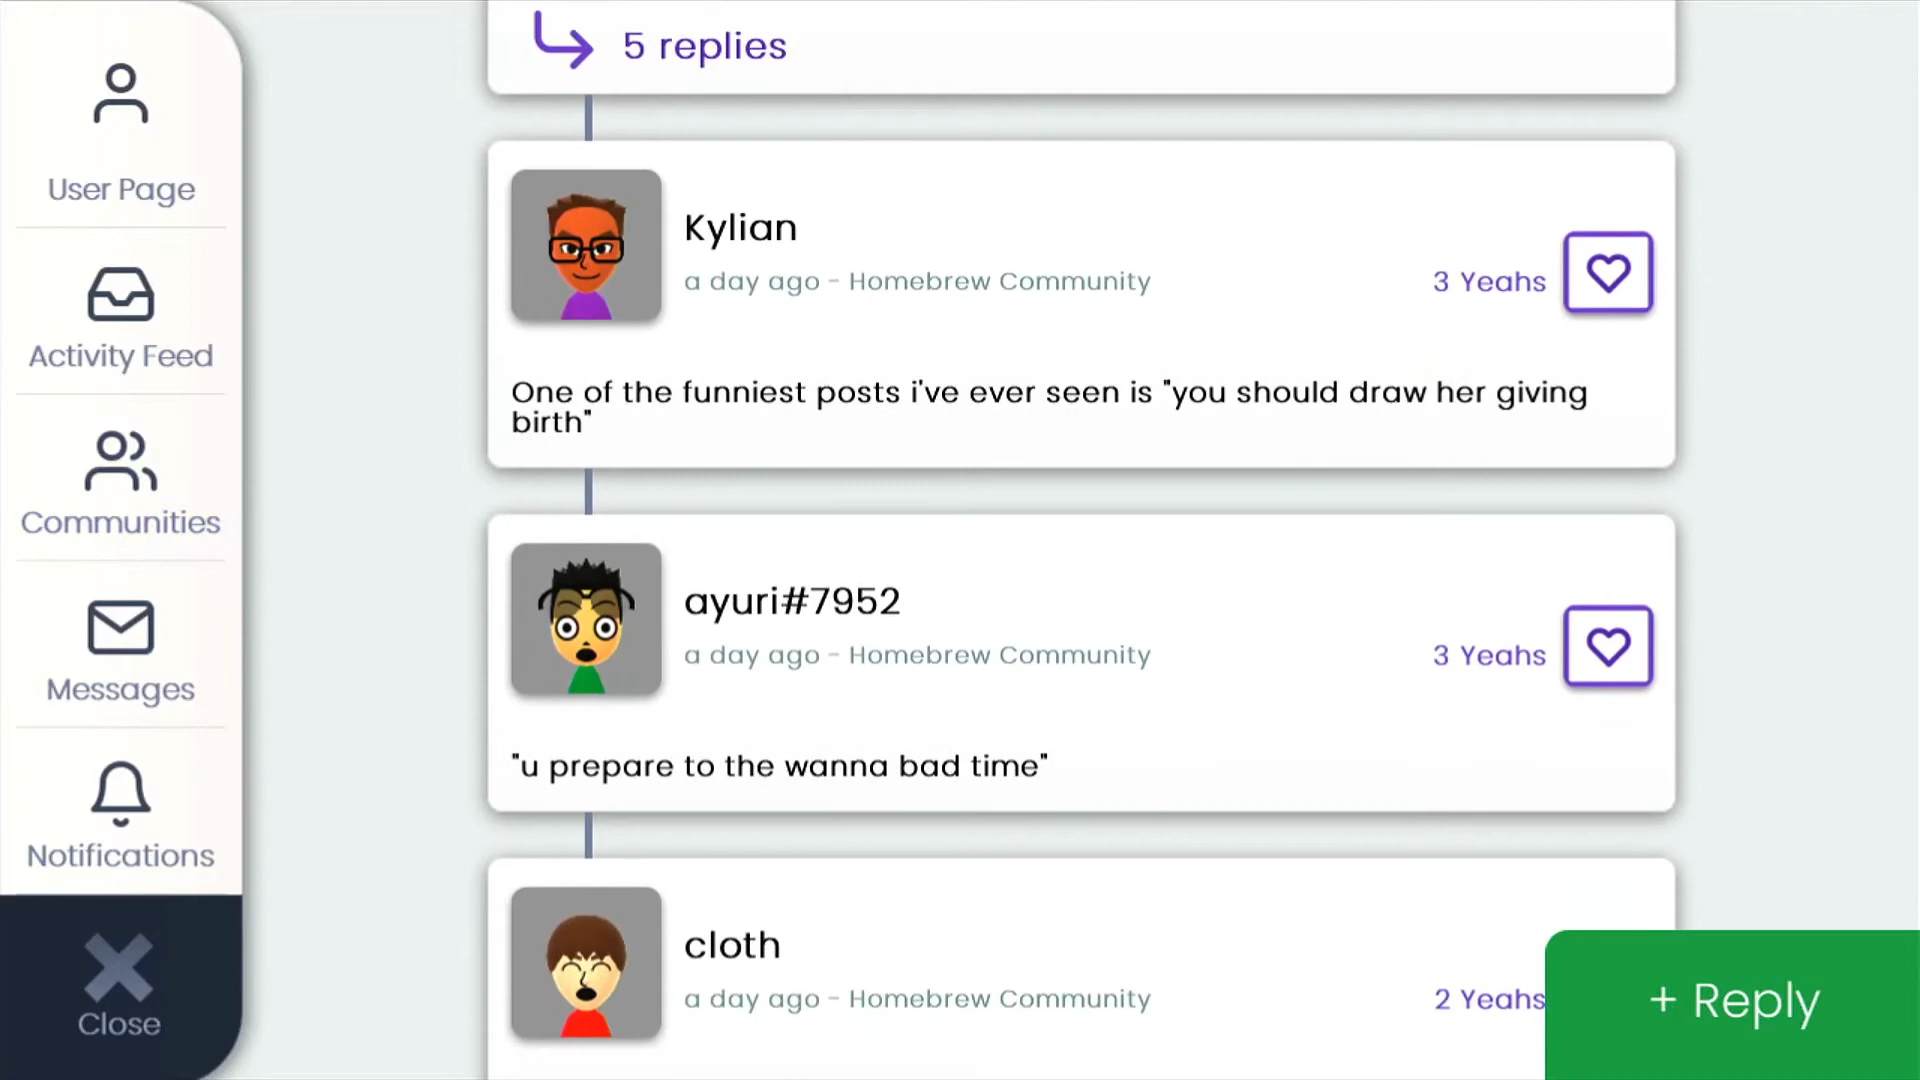 5 replies
User Page
Activity Feed
Communities
Messages
Notifications
Close
Kylian
a day ago - Homebrew Community
3 Yeahs
One of the funniest posts i've ever seen is "you should draw her giving
birth"
ayuri#7952
a day ago - Homebrew Community
3 Yeahs
"u prepare to the wanna bad time"
cloth
a day ago - Homebrew Community
2 Yeahs
+ Reply